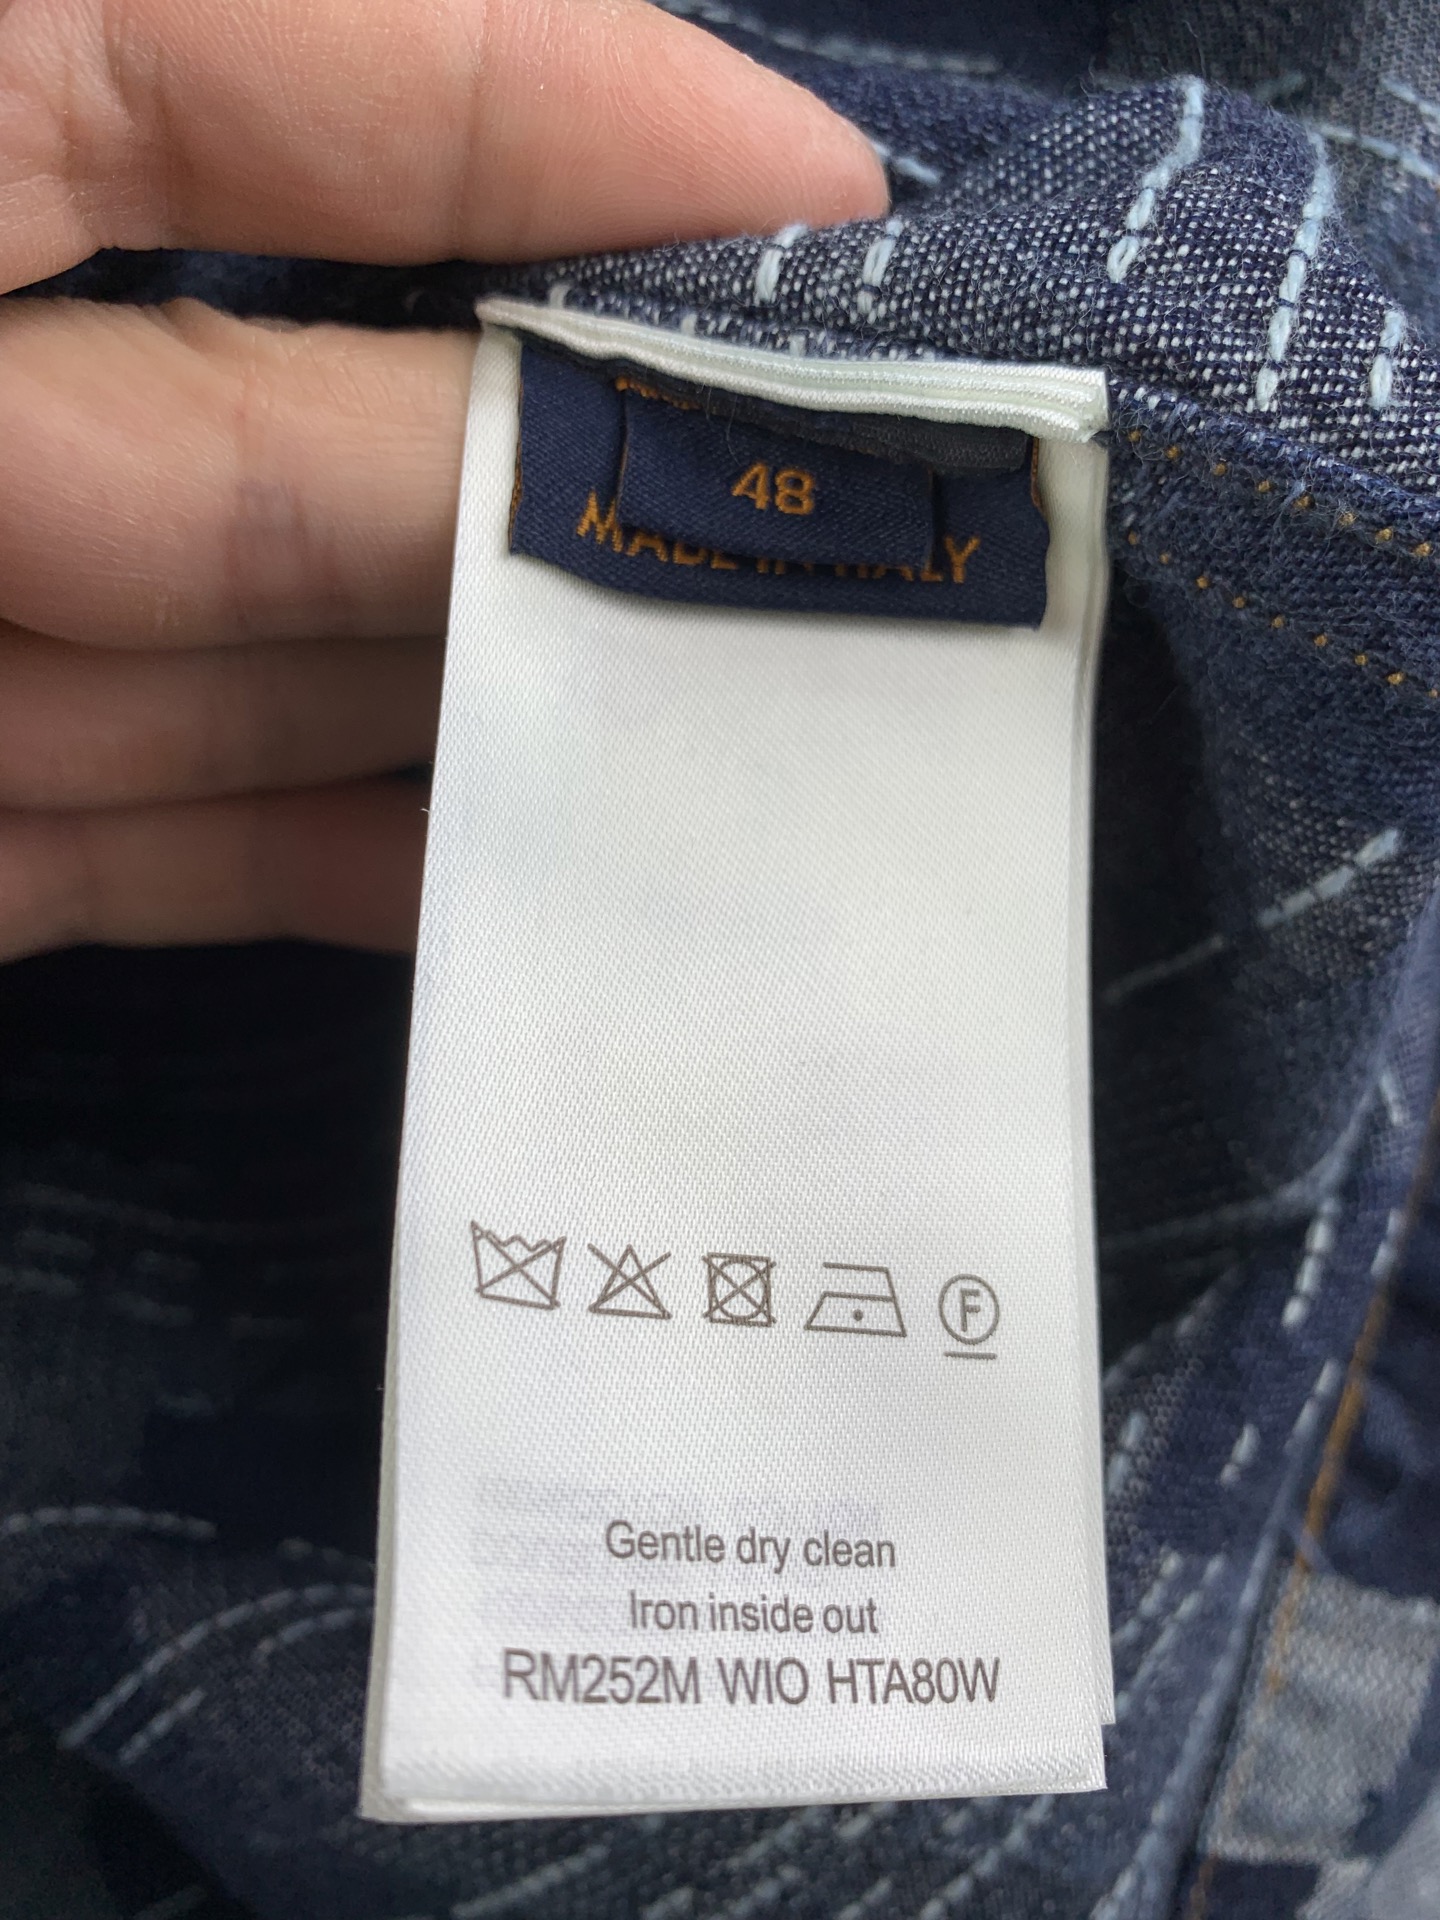 48
MADE IN ITALY
F
Gentle dry clean
Iron inside out
RM252M WIO HTA80W